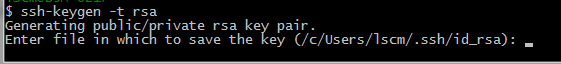 $ ssh-keygen -t rsa
Generating public/private rsa key pair.
Enter file in which to save the key (/c/Users/lscm/.ssh/id_rsa):